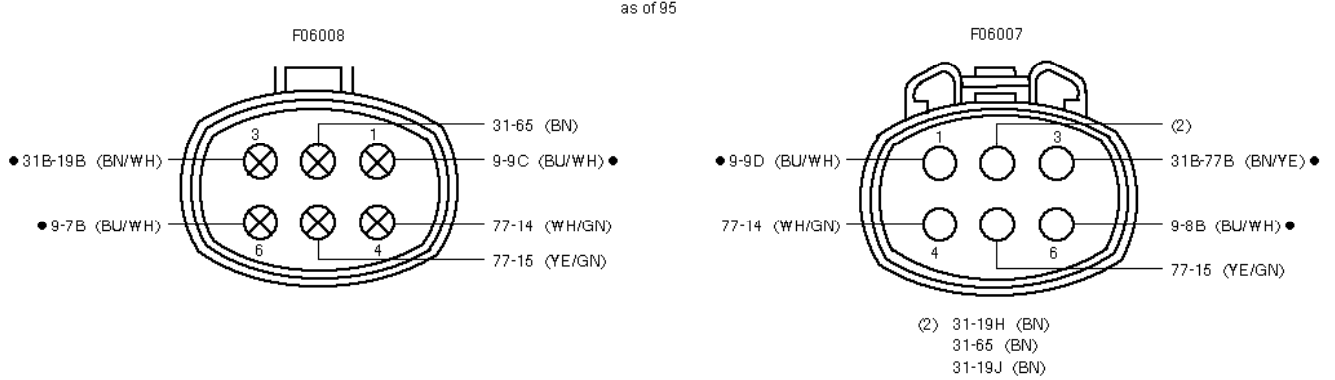 as of 95
F06008
31-65 (BN)
3
1
● 31B-19B (BN/WH)
9-9C (BU/WH) ●
● 9-7B (BU/WH)
77-14 (WH/GN)
6
4
77-15 (YE/GN)
F06007
(2)
1
3
● 9-9D (BU/WH)
31B-77B (BN/YE) ●
77-14 (WH/GN)
9-8B (BU/WH) ●
4
6
77-15 (YE/GN)
(2) 31-19H (BN)
31-65 (BN)
31-19J (BN)